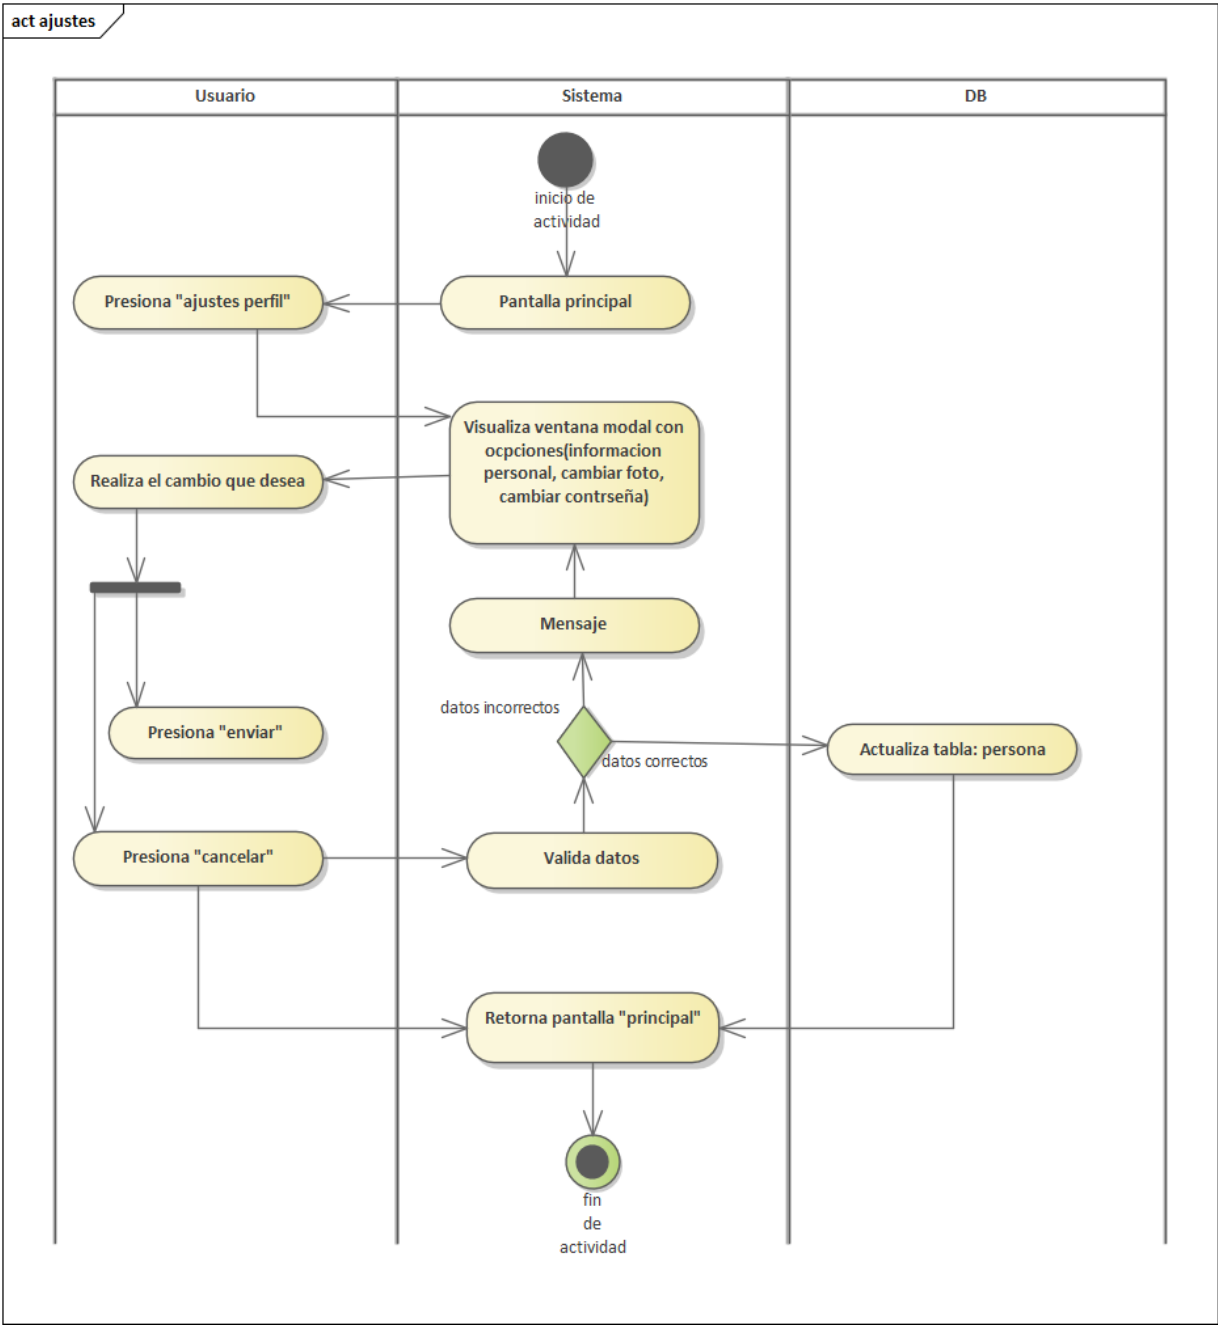 act ajustes
Usuario
Sistema
DB
inicio de
actividad
Presiona "ajustes perfil"
Pantalla principal
Visualiza ventana modal con
ocpciones(informacion
personal, cambiar foto,
cambiar contrseña)
Realiza el cambio que desea
Mensaje
datos incorrectos
Presiona "enviar"
datos correctos
Actualiza tabla: persona
Presiona "cancelar"
Valida datos
Retorna pantalla "principal"
fin
de
actividad